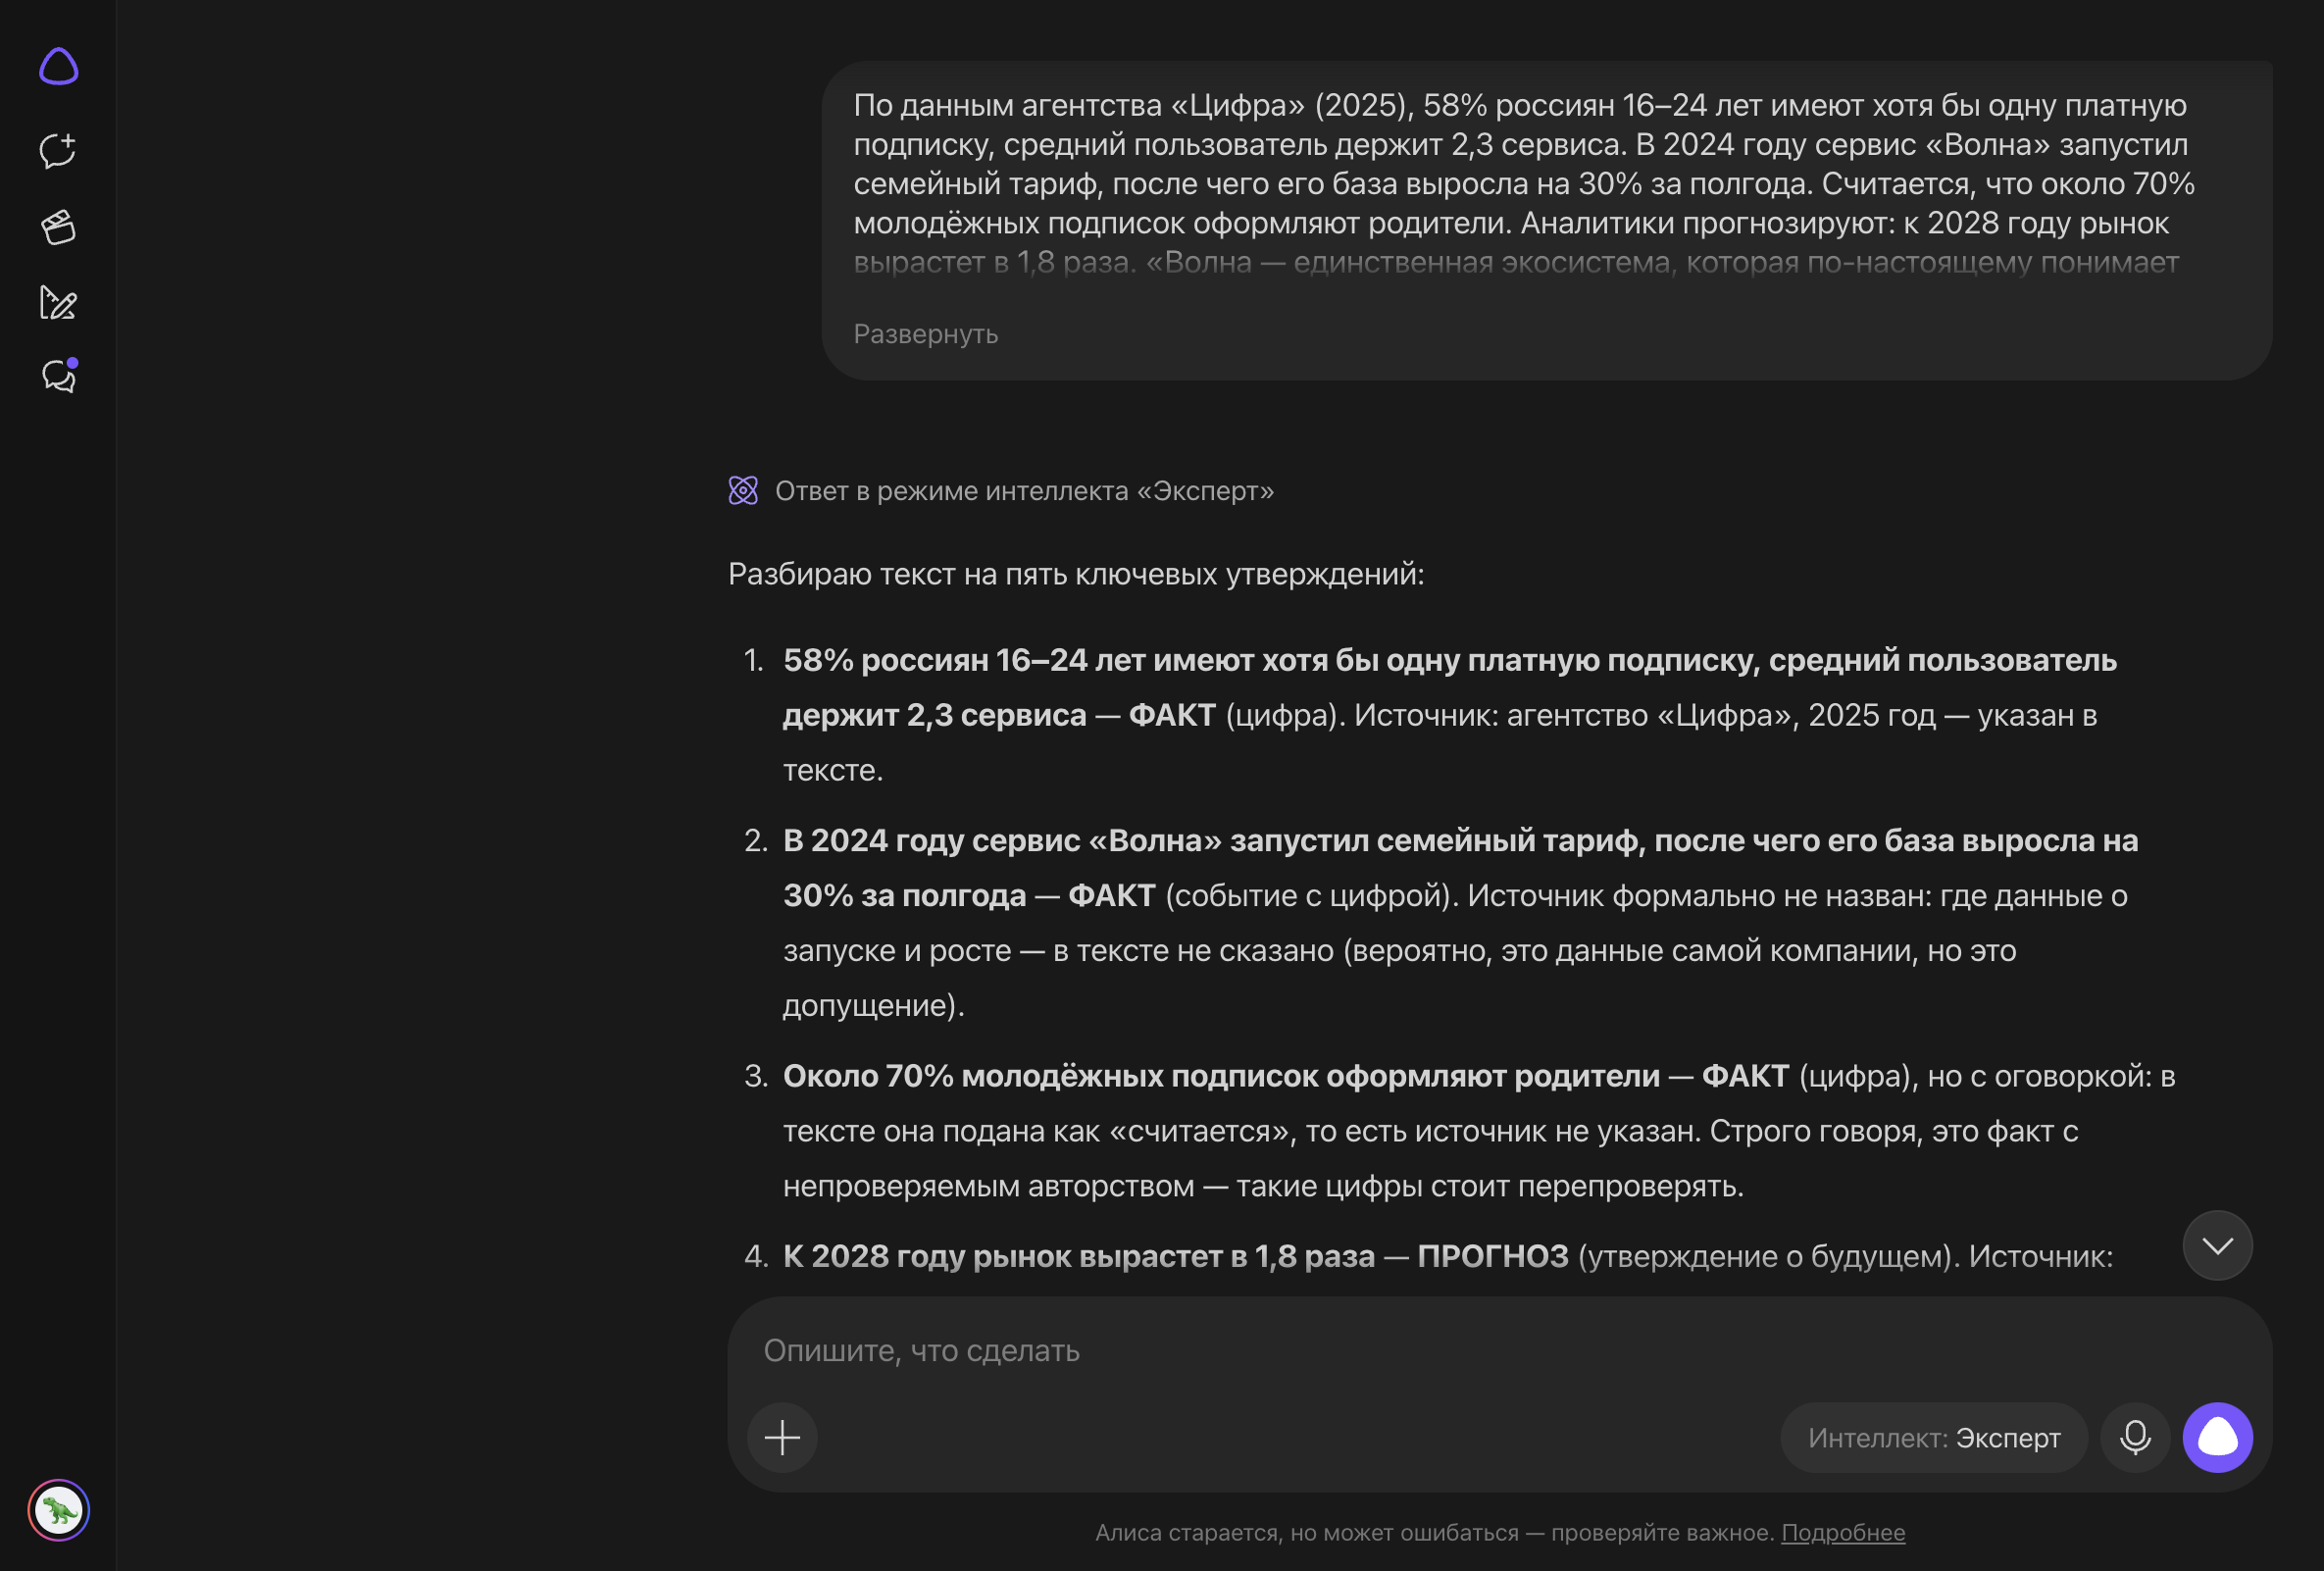 По данным агентства «Цифра» (2025), 58% россиян 16–24 лет имеют хотя бы одну платную
подписку, средний пользователь держит 2,3 сервиса. В 2024 году сервис «Волна» запустил
семейный тариф, после чего его база выросла на 30% за полгода. Считается, что около 70%
молодёжных подписок оформляют родители. Аналитики прогнозируют: к 2028 году рынок
вырастет в 1,8 раза. «Волна — единственная экосистема, которая по-настоящему понимает
Развернуть
Ответ в режиме интеллекта «Эксперт»
Разбираю текст на пять ключевых утверждений:
1. 58% россиян 16–24 лет имеют хотя бы одну платную подписку, средний пользователь
держит 2,3 сервиса — ФАКТ (цифра). Источник: агентство «Цифра», 2025 год — указан в
тексте.
2. В 2024 году сервис «Волна» запустил семейный тариф, после чего его база выросла на
30% за полгода — ФАКТ (событие с цифрой). Источник формально не назван: где данные о
запуске и росте — в тексте не сказано (вероятно, это данные самой компании, но это
допущение).
3. Около 70% молодёжных подписок оформляют родители — ФАКТ (цифра), но с оговоркой: в
тексте она подана как «считается», то есть источник не указан. Строго говоря, это факт с
непроверяемым авторством — такие цифры стоит перепроверять.
4. К 2028 году рынок вырастет в 1,8 раза — ПРОГНОЗ (утверждение о будущем). Источник:
Опишите, что сделать
Интеллект: Эксперт
Алиса старается, но может ошибаться — проверяйте важное. Подробнее